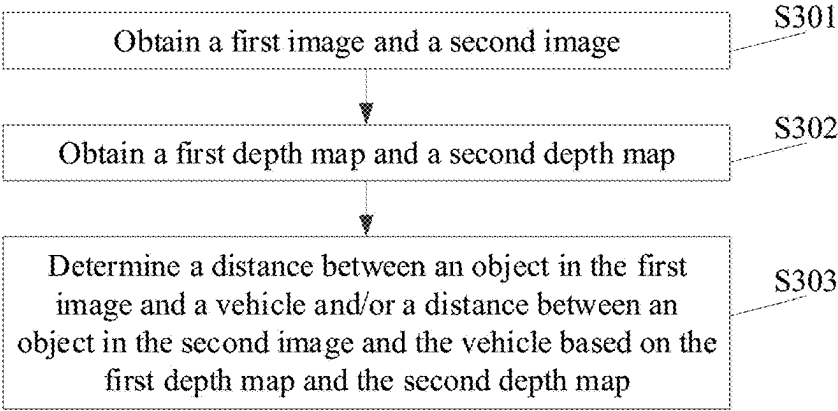 S301
Obtain a first image and a second image
S302
Obtain a first depth map and a second depth map
S303
Determine a distance between an object in the first
image and a vehicle and/or a distance between an
object in the second image and the vehicle based on the
first depth map and the second depth map